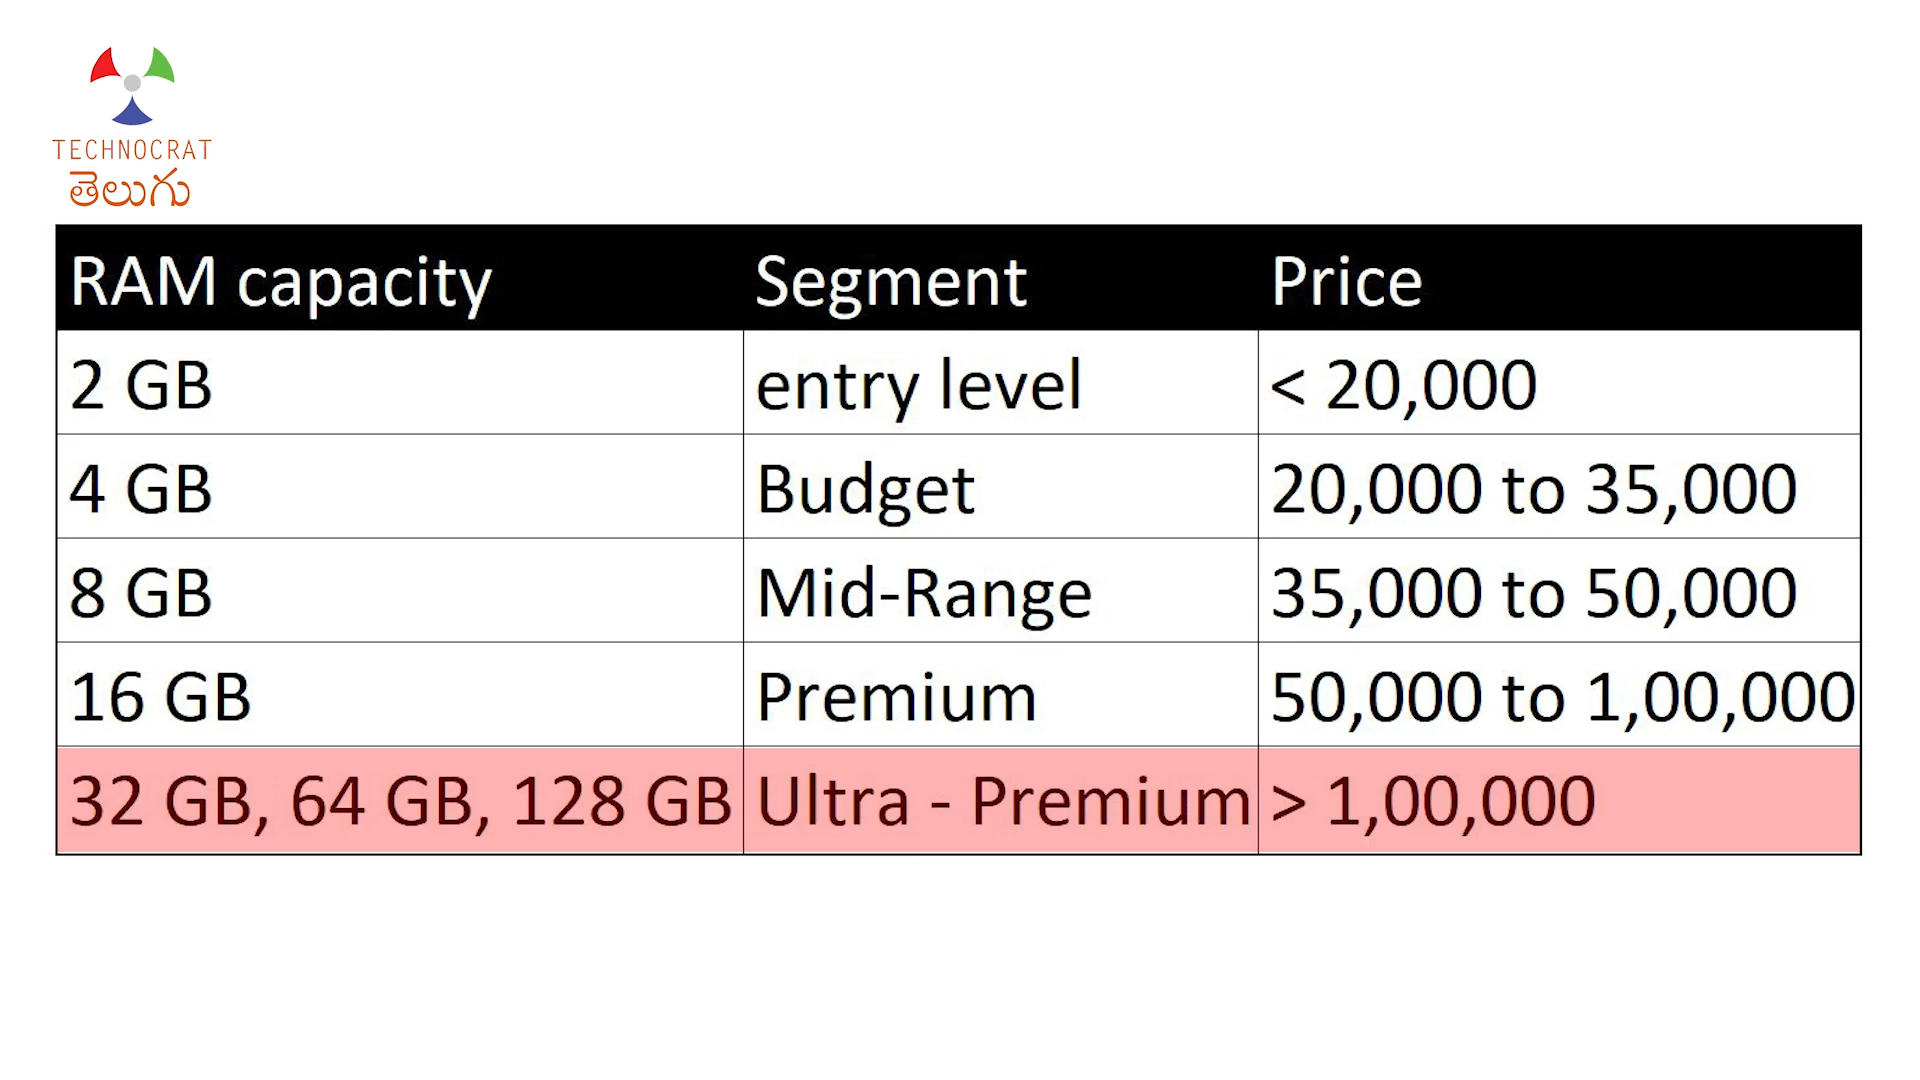 TECHNOCRAT
తెలుగు
RAM capacity Segment Price
2 GB entry level < 20,000
4 GB Budget 20,000 to 35,000
8 GB Mid-Range 35,000 to 50,000
16 GB Premium 50,000 to 1,00,000
32 GB, 64 GB, 128 GB Ultra - Premium > 1,00,000